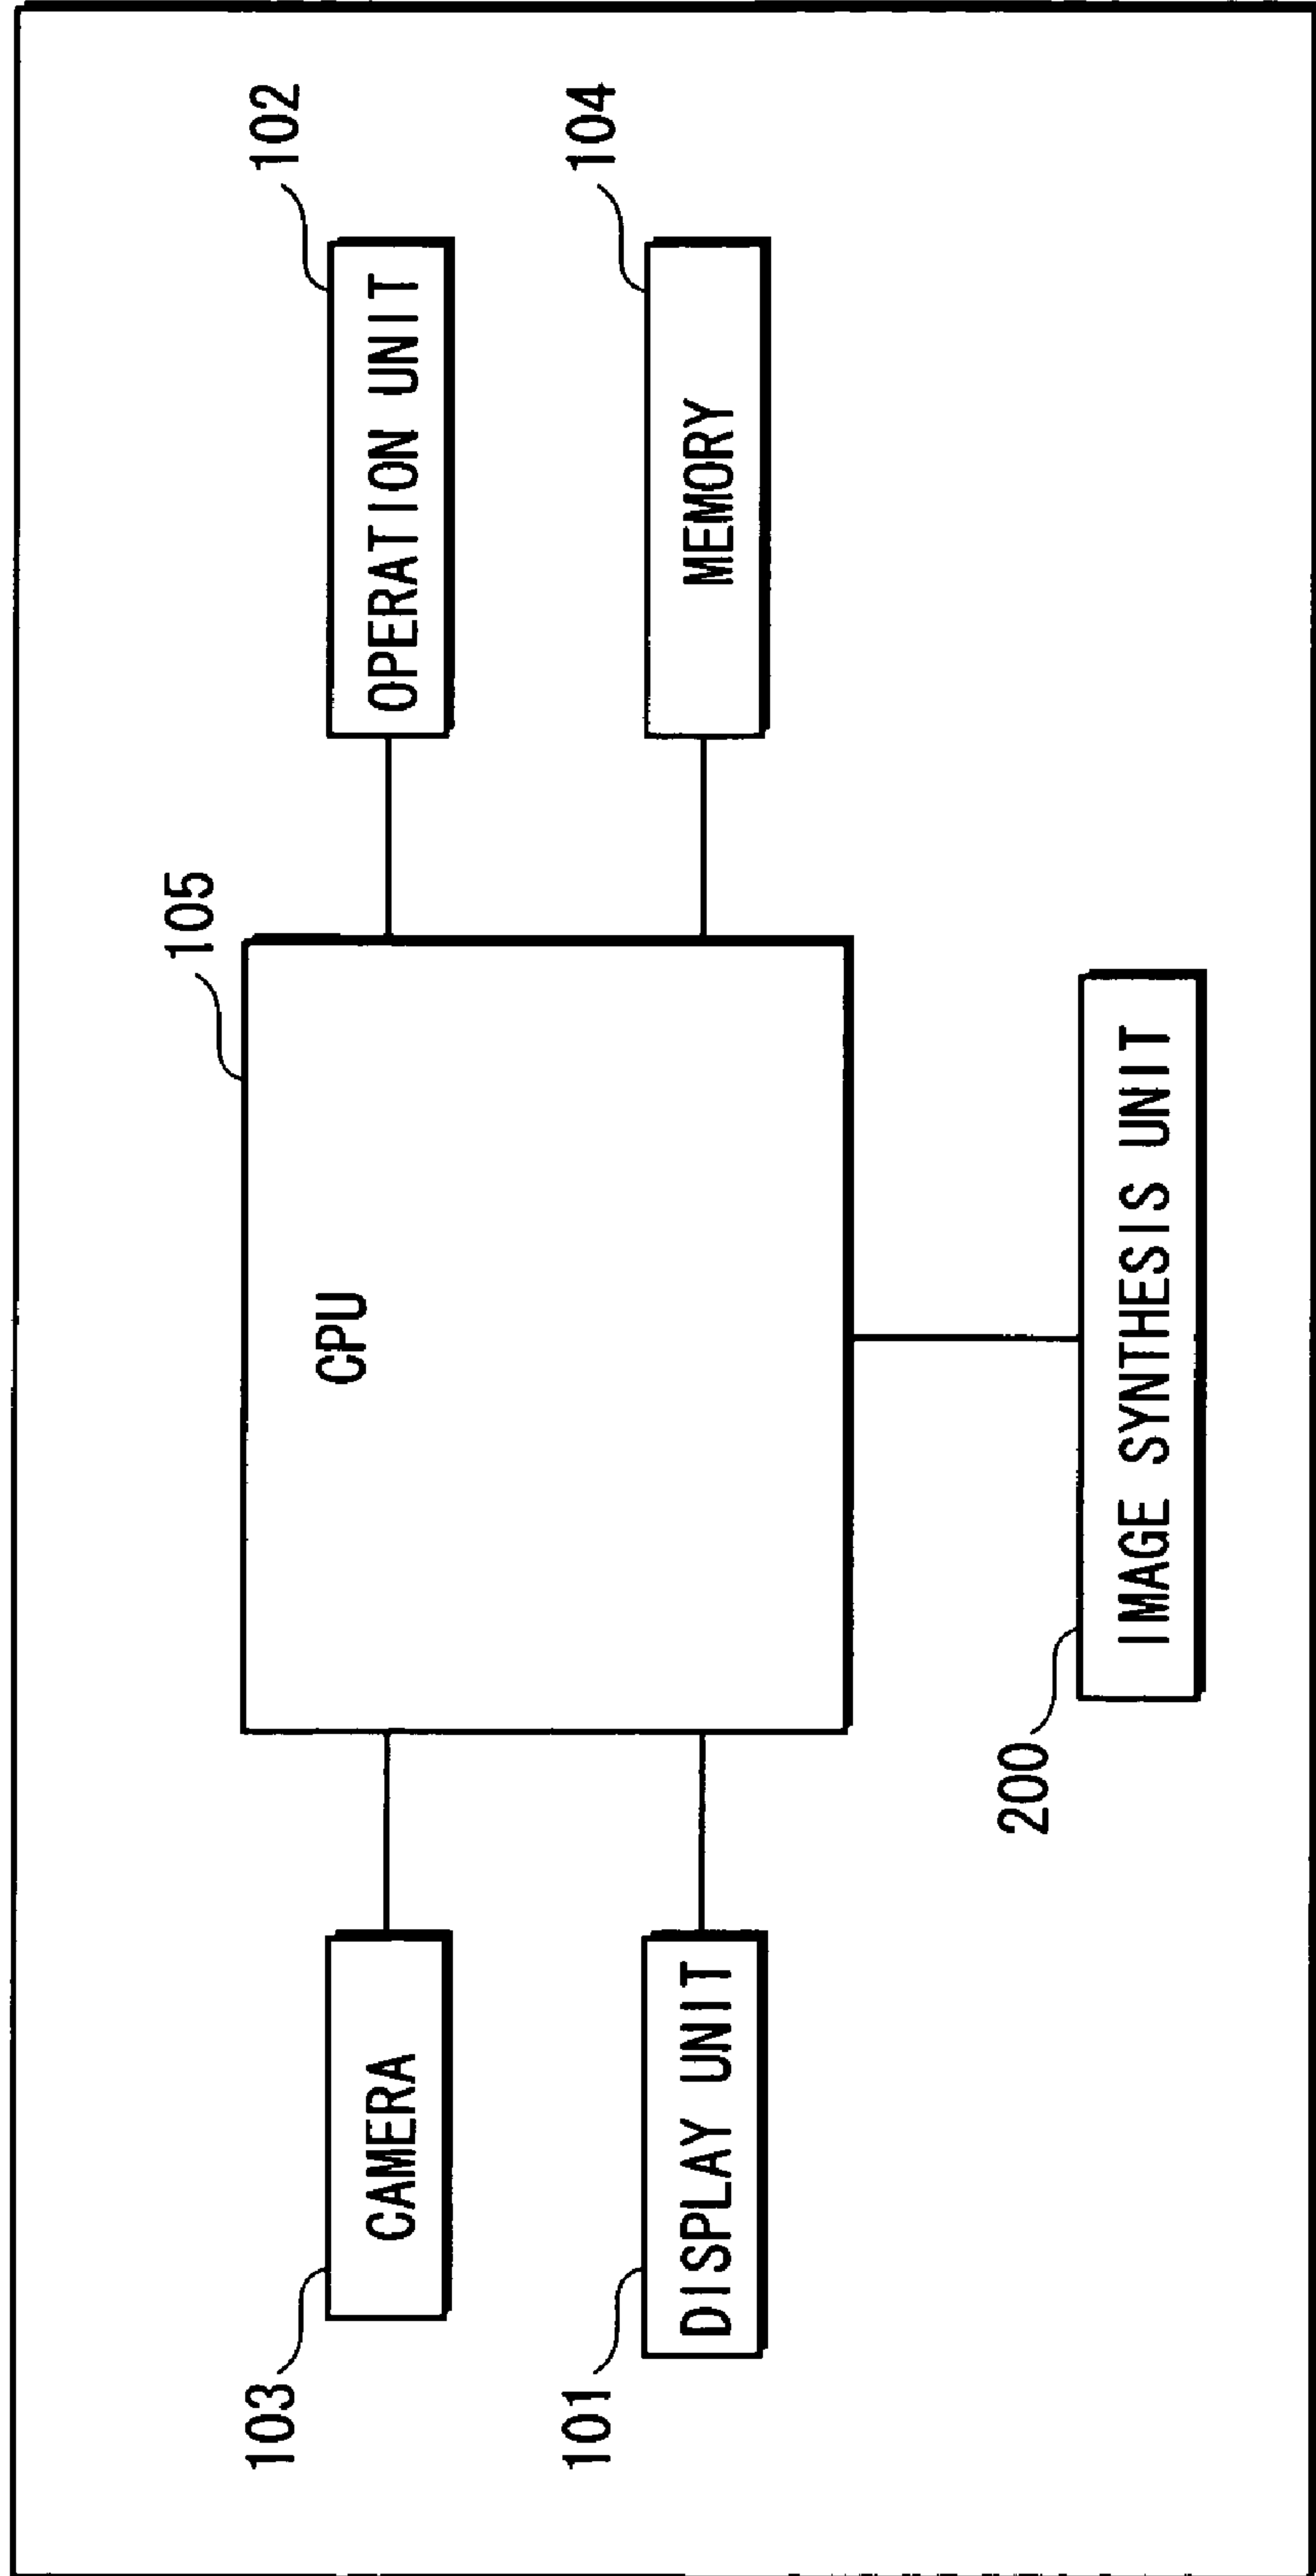 105
103
CAMERA
CPU
102
OPERATION UNIT
101
DISPLAY UNIT
104
MEMORY
200
IMAGE SYNTHESIS UNIT